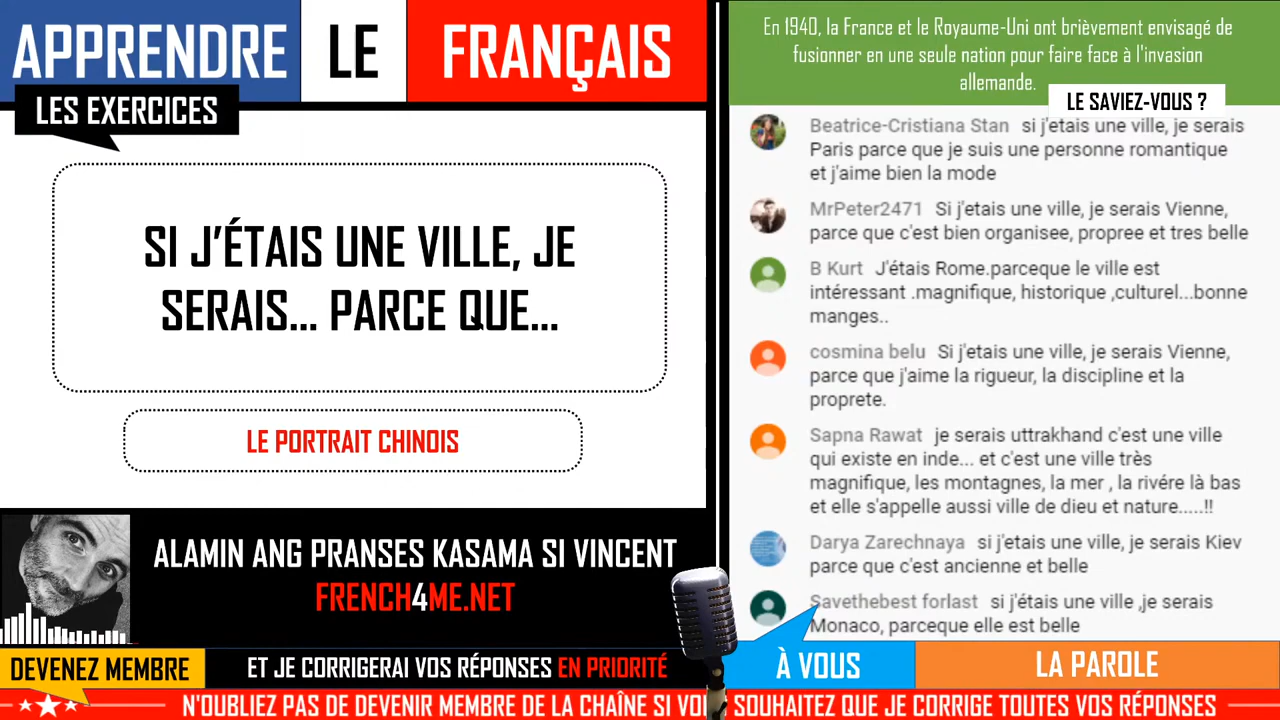 APPRENDRE LE FRANÇAIS
LES EXERCICES
SI J'ÉTAIS UNE VILLE, JE
SERAIS... PARCE QUE...
LE PORTRAIT CHINOIS
ALAMIN ANG PRANSES KASAMA SI VINCENT
FRENCH4ME.NET
DEVENEZ MEMBRE
ET JE CORRIGERAI VOS RÉPONSES EN PRIORITÉ
En 1940, la France et le Royaume-Uni ont brièvement envisagé de
fusionner en une seule nation pour faire face à l'invasion
allemande.
LE SAVIEZ-VOUS ?
Beatrice-Cristiana Stan si j'etais une ville, je serais
Paris parce que je suis une personne romantique
et j'aime bien la mode
MrPeter2471 Si j'etais une ville, je serais Vienne,
parce que c'est bien organisee, propree et tres belle
B Kurt J'étais Rome.parceque le ville est
intéressant .magnifique, historique ,culturel...bonne
manges..
cosmina belu Si j'etais une ville, je serais Vienne,
parce que j'aime la rigueur, la discipline et la
proprete.
Sapna Rawat je serais uttrakhand c'est une ville
qui existe en inde... et c'est une ville très
magnifique, les montagnes, la mer , la rivére là bas
et elle s'appelle aussi ville de dieu et nature.....!!
Darya Zarechnaya si j'etais une ville, je serais Kiev
parce que c'est ancienne et belle
Savethebest forlast si j'étais une ville ,je serais
Monaco, parceque elle est belle
À VOUS
LA PAROLE
N'OUBLIEZ PAS DE DEVENIR MEMBRE DE LA CHAÎNE SI VOUS SOUHAITEZ QUE JE CORRIGE TOUTES VOS RÉPONSES